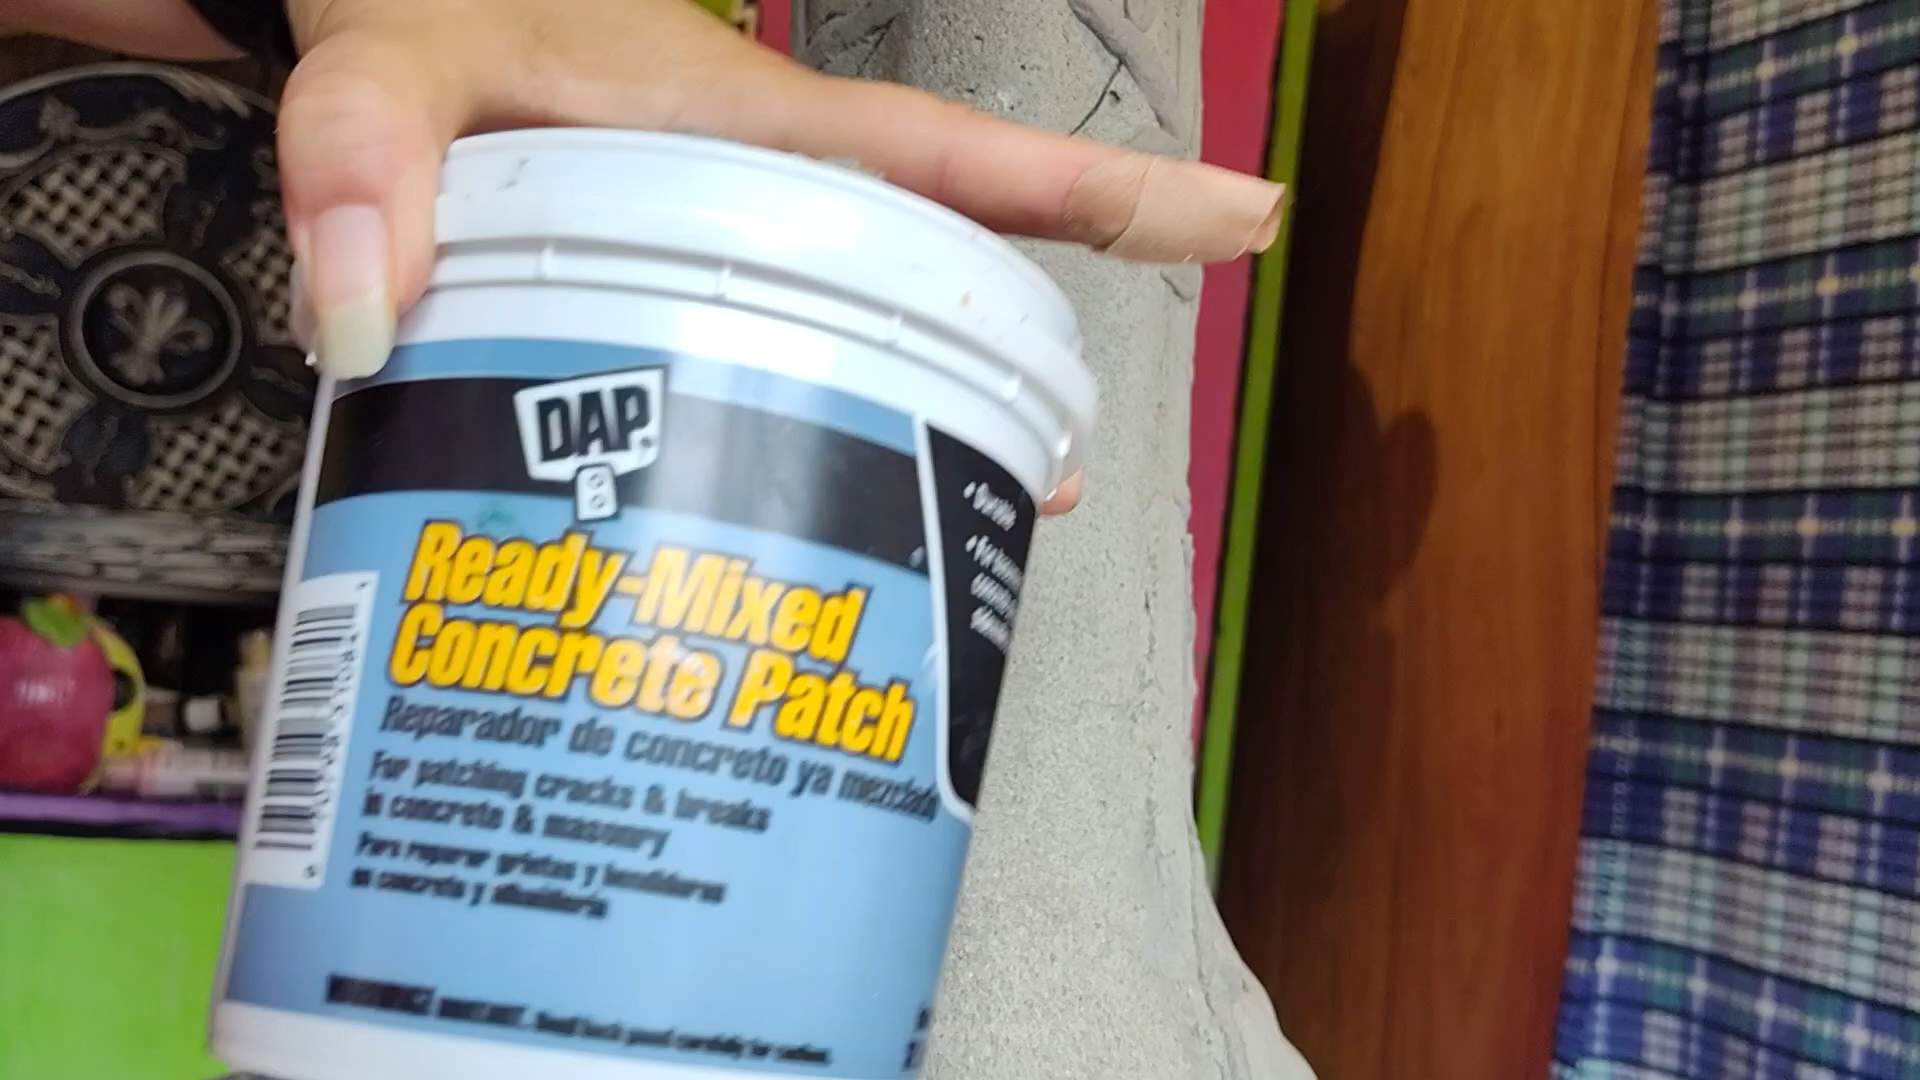 DAP
Ready-Mixed
Concrete Patch
Reparador de concreto ya mezclado
For patching cracks & breaks
in concrete & masonry
Para reparar grietas y hendiduras
en concreto y albañilería
Durable